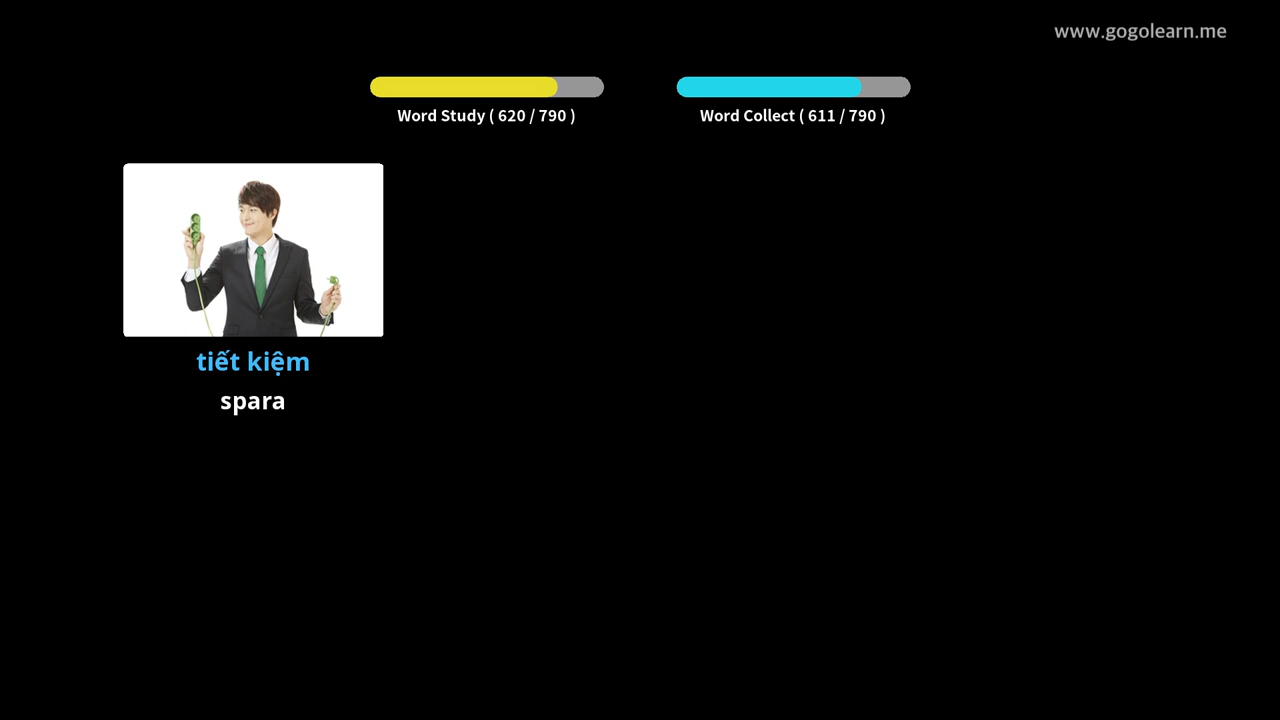 www.gogolearn.me
Word Study ( 620 / 790 )
Word Collect ( 611 / 790 )
tiết kiệm
spara